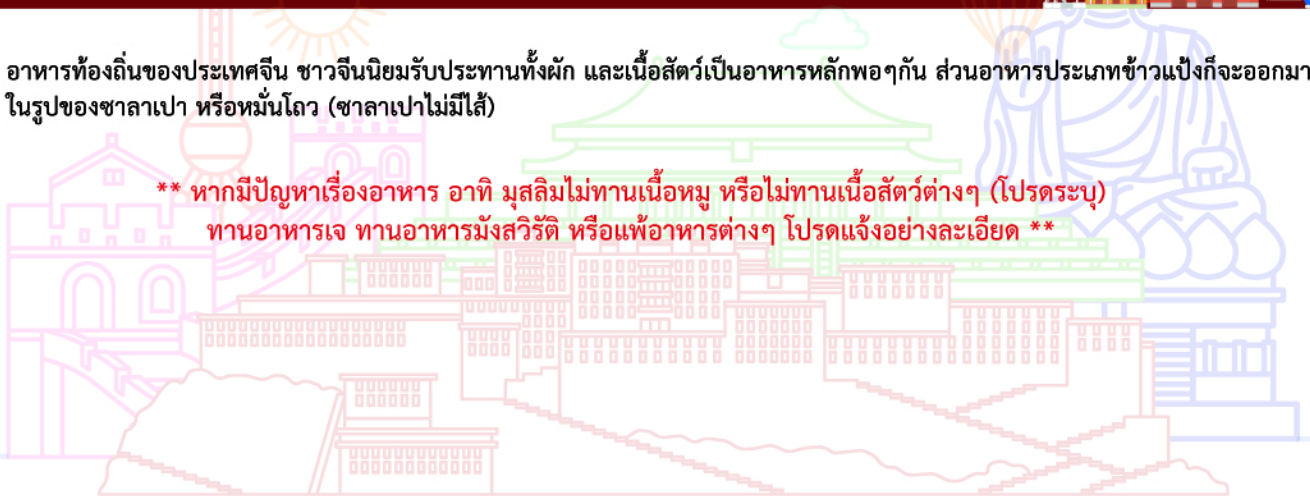 อาหารท้องถิ่นของประเทศจีน ชาวจีนนิยมรับประทานทั้งผัก และเนื้อสัตว์เป็นอาหารหลักพอๆกัน ส่วนอาหารประเภทข้าวแป้งก็จะออกมา
ในรูปของซาลาเปา หรือหมั่นโถว (ซาลาเปาไม่มีไส้)
** หากมีปัญหาเรื่องอาหาร อาทิ มุสลิมไม่ทานเนื้อหมู หรือไม่ทานเนื้อสัตว์ต่างๆ (โปรดระบุ)
ทานอาหารเจ ทานอาหารมังสวิรัติ หรือแพ้อาหารต่างๆ โปรดแจ้งอย่างละเอียด **